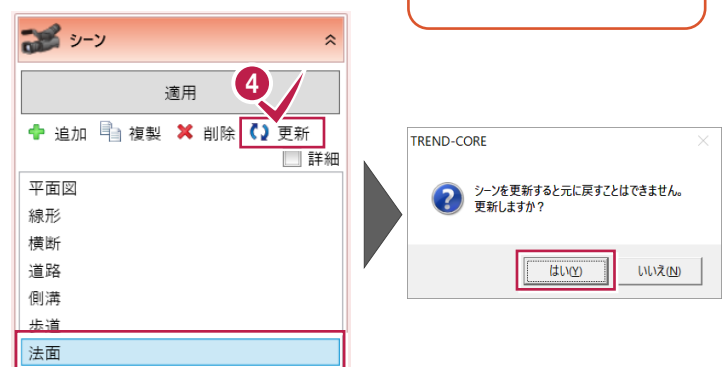 シーン
適用
4
追加 複製 削除 更新
詳細
平面図
線形
横断
道路
側溝
歩道
法面
TREND-CORE
シーンを更新すると元に戻すことはできません。
更新しますか？
はい(Y) いいえ(N)